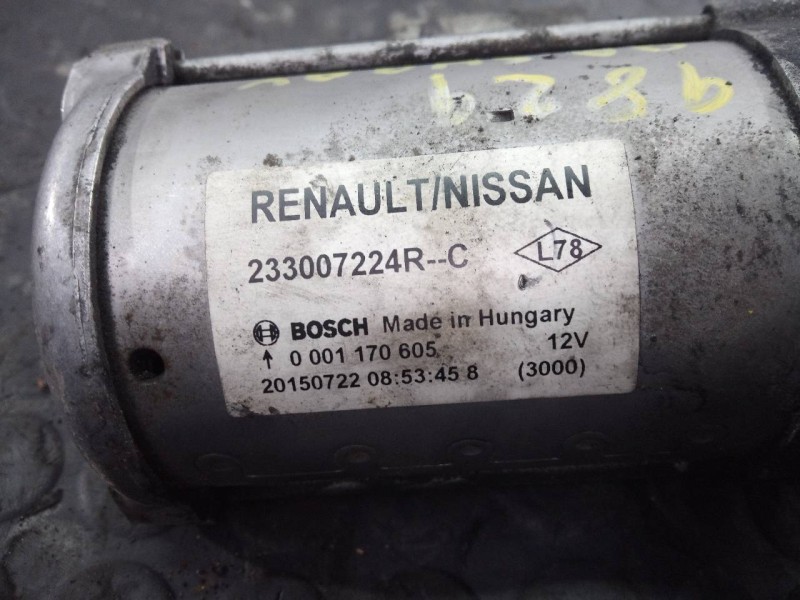 RENAULT/NISSAN
233007224R--C
L78
BOSCH Made in Hungary
↑ 0 001 170 605 12V
20150722 08:53:45 8 (3000)